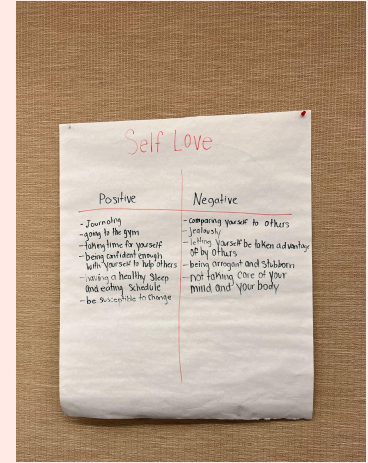 Self Love
Positive
- Journaling
- going to the gym
- taking time for yourself
- being confident enough
with yourself to help others
- having a healthy sleep
and eating schedule
- be susceptible to change
Negative
- comparing yourself to others
- jealously
- letting yourself be taken advantage
of by others
- being arrogant and stubborn
- not taking care of your
mind and your body